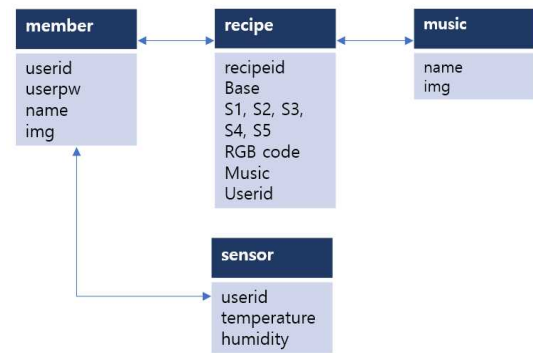 member
userid
userpw
name
img
recipe
recipeid
Base
S1, S2, S3,
S4, S5
RGB code
Music
Userid
music
name
img
sensor
userid
temperature
humidity